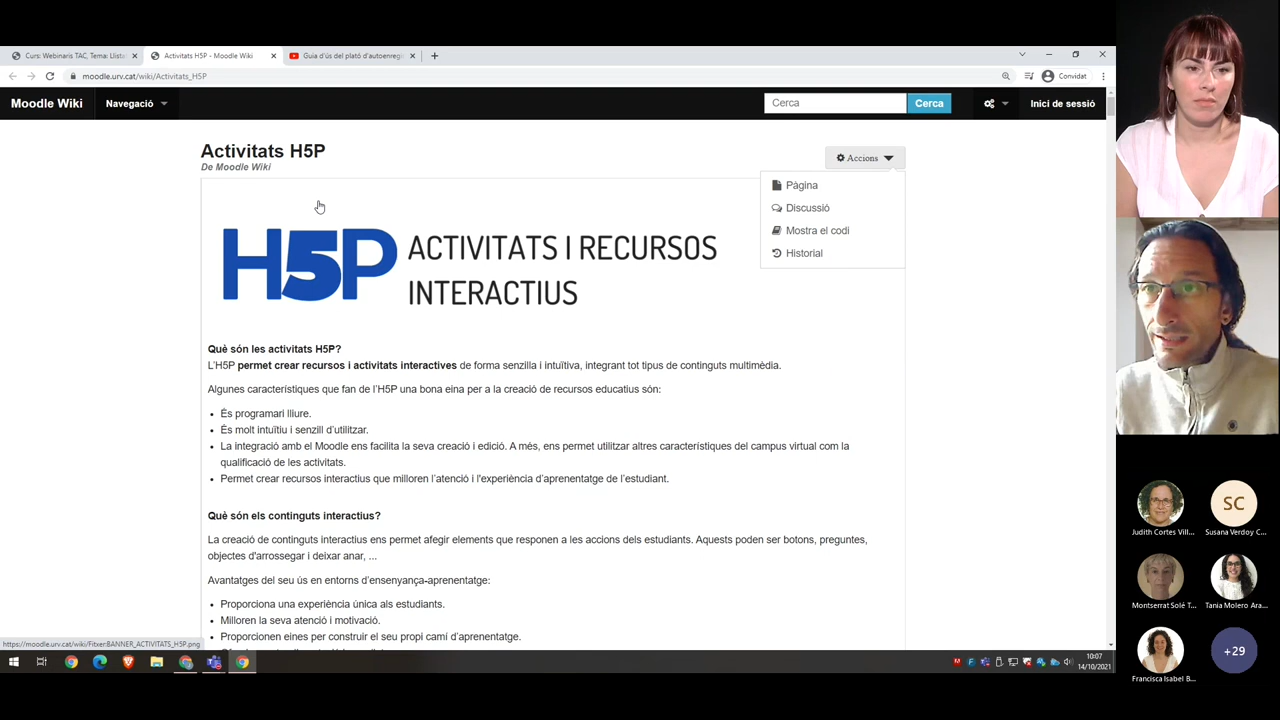 Curs: Webinaris TAC, Tema: Llista
Activitats H5P - Moodle Wiki
Guia d'ús del plató d'autoenreg
moodle.urv.cat/wiki/Activitats_H5P
Convidat
Moodle Wiki
Navegació
Cerca
Cerca
Inici de sessió
Activitats H5P
De Moodle Wiki
Accions
Pàgina
Discussió
Mostra el codi
Historial
H5P
ACTIVITATS I RECURSOS
INTERACTIUS
Què són les activitats H5P?
L'H5P permet crear recursos i activitats interactives de forma senzilla i intuïtiva, integrant tot tipus de continguts multimèdia.
Algunes característiques que fan de l'H5P una bona eina per a la creació de recursos educatius són:
És programari lliure.
És molt intuïtiu i senzill d'utilitzar.
La integració amb el Moodle ens facilita la seva creació i edició. A més, ens permet utilitzar altres característiques del campus virtual com la
qualificació de les activitats.
Permet crear recursos interactius que milloren l'atenció i l'experiència d'aprenentatge de l'estudiant.
Què són els continguts interactius?
La creació de continguts interactius ens permet afegir elements que responen a les accions dels estudiants. Aquests poden ser botons, preguntes,
objectes d'arrossegar i deixar anar, ...
Avantatges del seu ús en entorns d'ensenyança-aprenentatge:
Proporciona una experiència única als estudiants.
Milloren la seva atenció i motivació.
Proporcionen eines per construir el seu propi camí d'aprenentatge.
https://moodle.urv.cat/wiki/Fitxer:BANNER_ACTIVITATS_H5P.png
10:07
14/10/2021
SC
Judith Cortes Vill...
Susana Verdoy C...
Montserrat Solé T...
Tania Molero Ara...
+29
Francisca Isabel B...